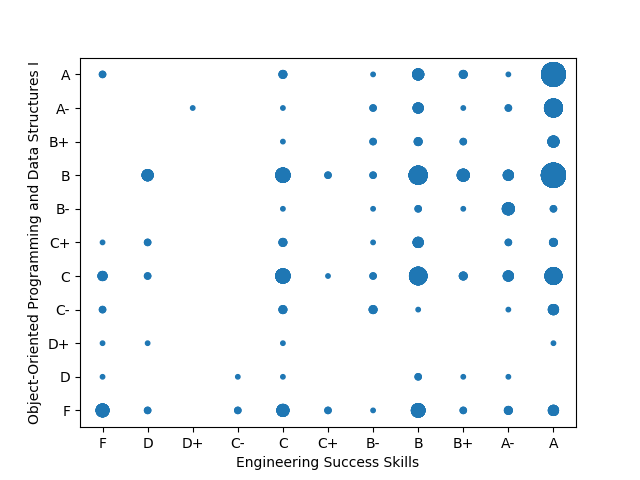 Object-Oriented Programming and Data Structures I
A
A-
B+
B
B-
C+
C
C-
D+
D
F
F D D+ C- C C+ B- B B+ A- A
Engineering Success Skills